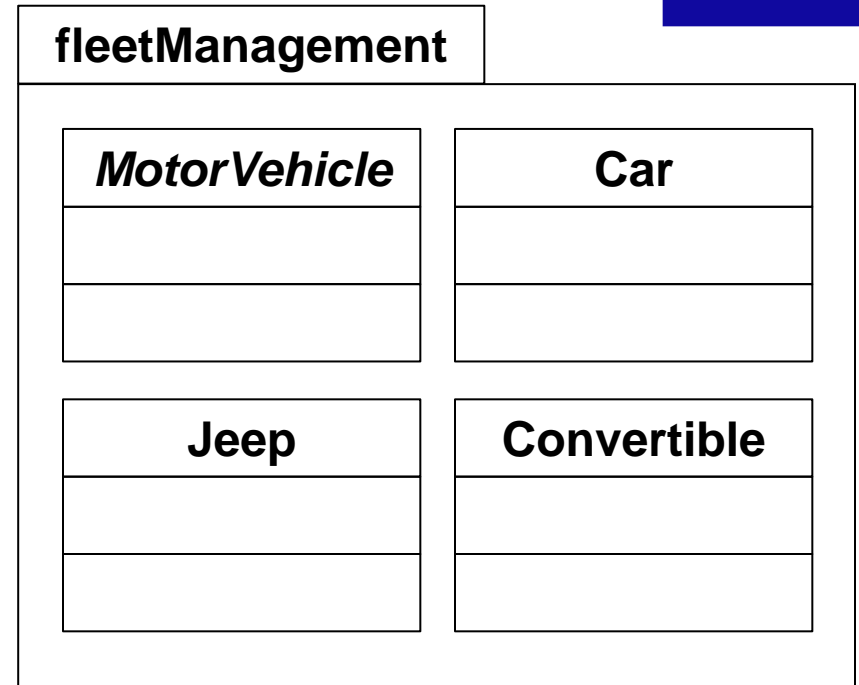 fleetManagement
MotorVehicle
Car
Jeep
Convertible